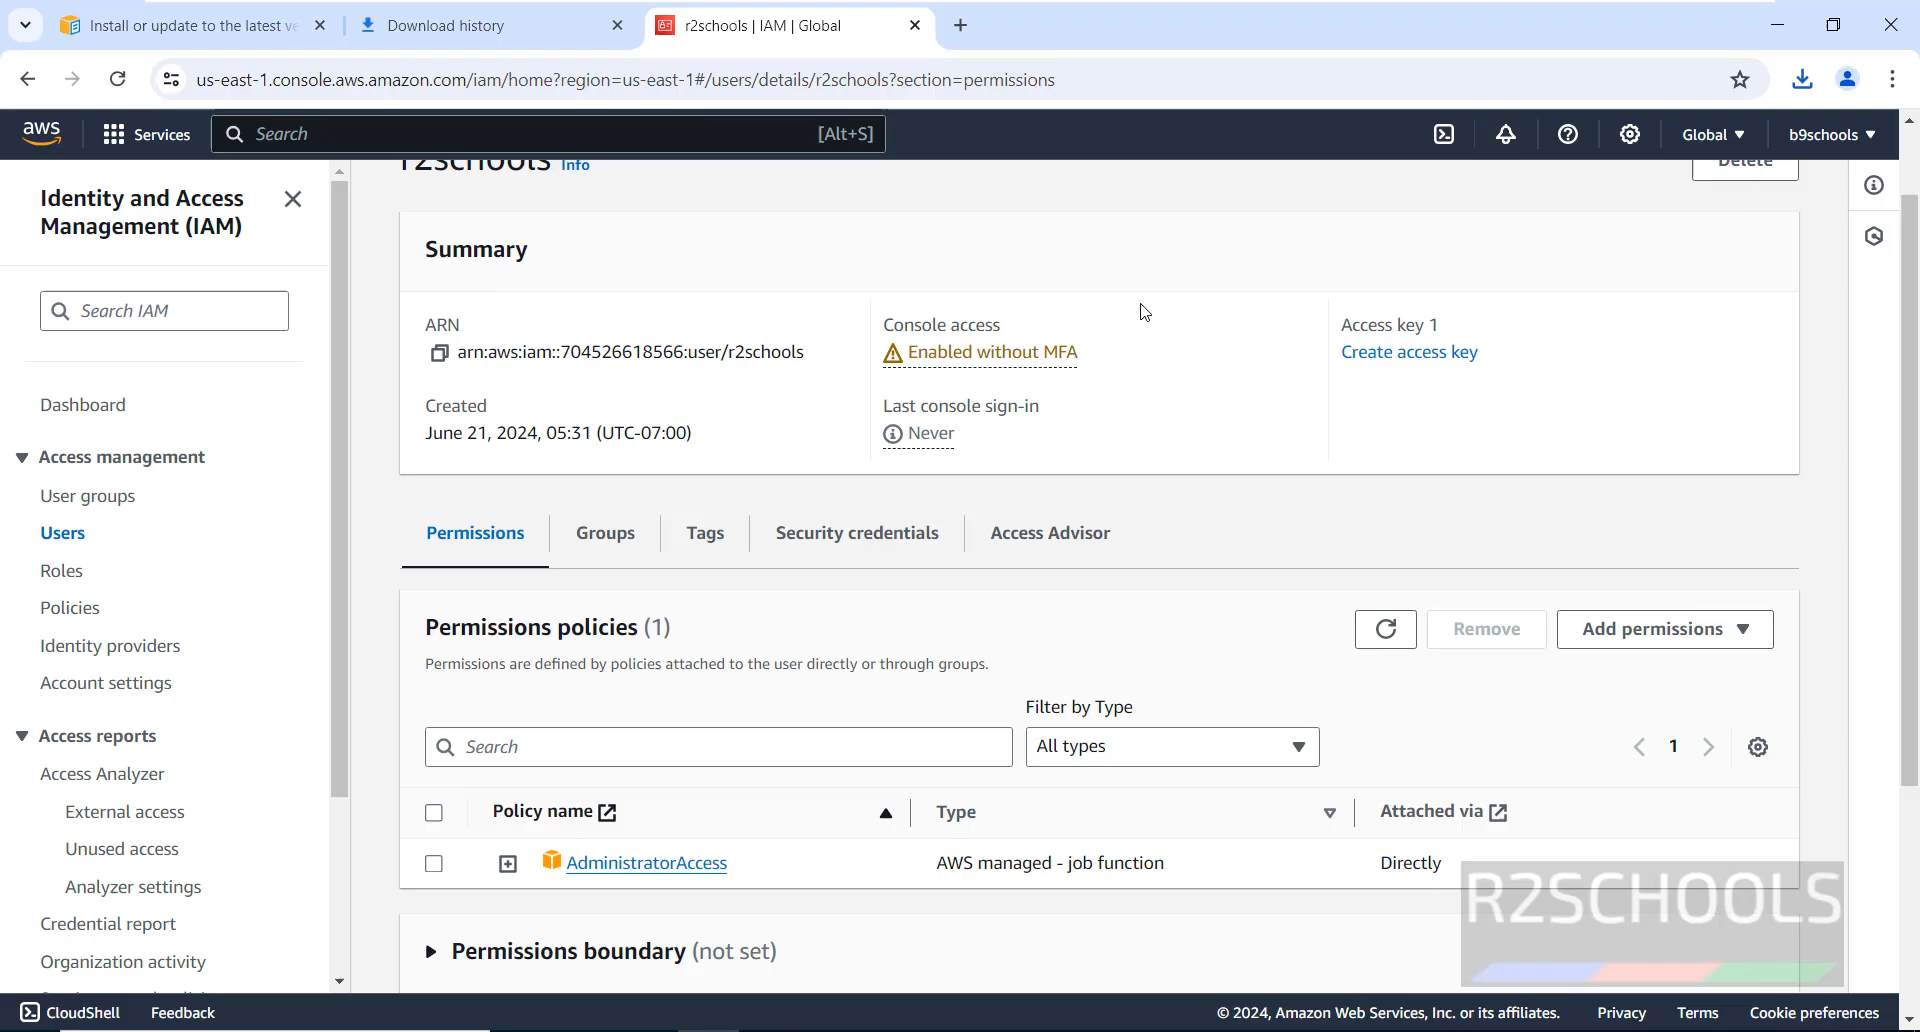 Install or update to the latest ve
Download history
r2schools | IAM | Global
us-east-1.console.aws.amazon.com/iam/home?region=us-east-1#/users/details/r2schools?section=permissions
aws
Services
Search
[Alt+S]
Global
b9schools
Identity and Access
Management (IAM)
Search IAM
Dashboard
Access management
User groups
Users
Roles
Policies
Identity providers
Account settings
Access reports
Access Analyzer
External access
Unused access
Analyzer settings
Credential report
Organization activity
r2schools Info
Delete
Summary
ARN
arn:aws:iam::704526618566:user/r2schools
Created
June 21, 2024, 05:31 (UTC-07:00)
Console access
Enabled without MFA
Last console sign-in
Never
Access key 1
Create access key
Permissions
Groups
Tags
Security credentials
Access Advisor
Permissions policies (1)
Permissions are defined by policies attached to the user directly or through groups.
Remove
Add permissions
Filter by Type
Search
All types
1
Policy name
Type
Attached via
AdministratorAccess
AWS managed - job function
Directly
Permissions boundary (not set)
R2SCHOOLS
CloudShell
Feedback
© 2024, Amazon Web Services, Inc. or its affiliates.
Privacy
Terms
Cookie preferences